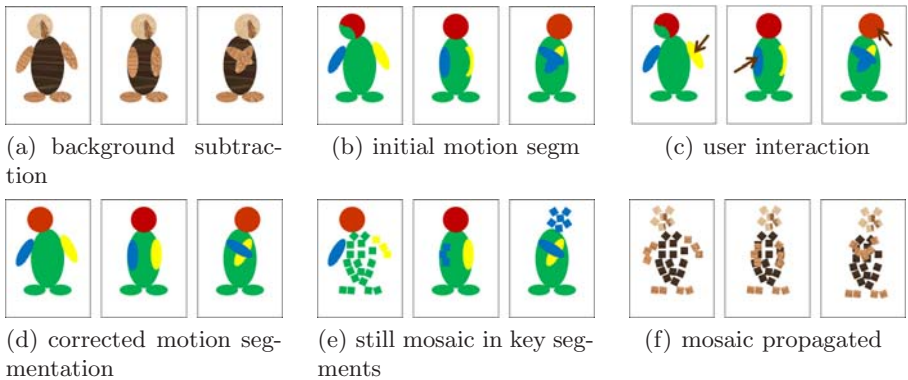 (a) background subtrac-
tion
(b) initial motion segm
(c) user interaction
(d) corrected motion seg-
mentation
(e) still mosaic in key seg-
ments
(f) mosaic propagated